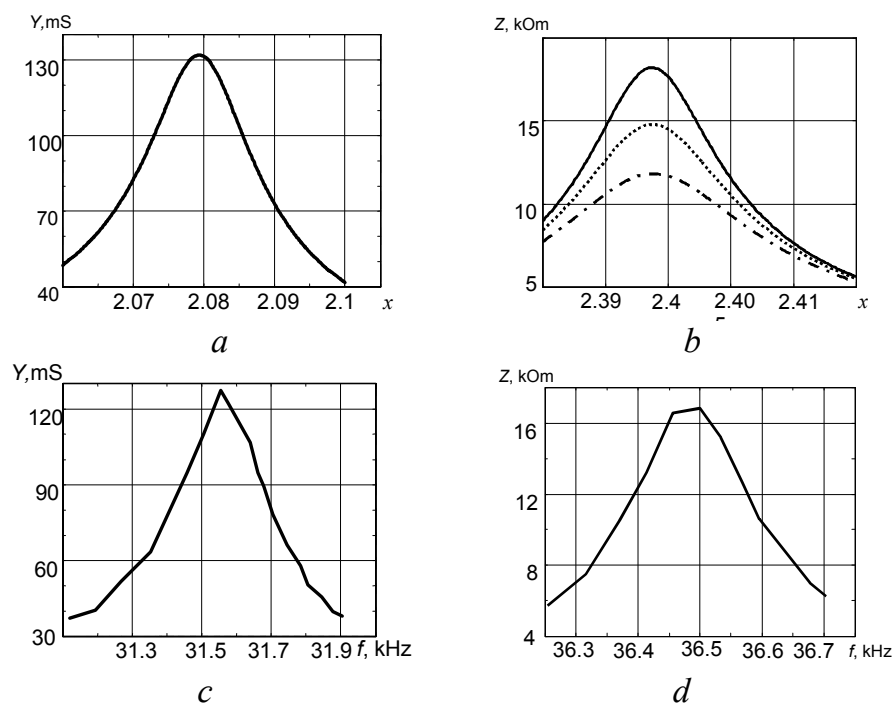 Y,mS
130
100
70
40
2.07 2.08 2.09 2.1 x
a
Z, kOm
15
10
5
2.39 2.4 2.40 2.41 x
5
b
Y,mS
120
90
60
30
31.3 31.5 31.7 31.9 f, kHz
c
Z, kOm
16
12
8
4
36.3 36.4 36.5 36.6 36.7 f, kHz
d